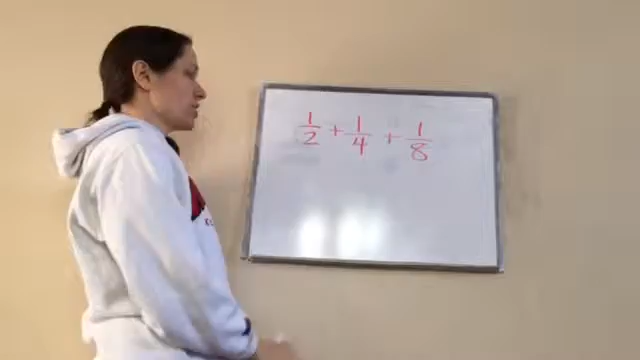 1/2 + 1/4 + 1/8